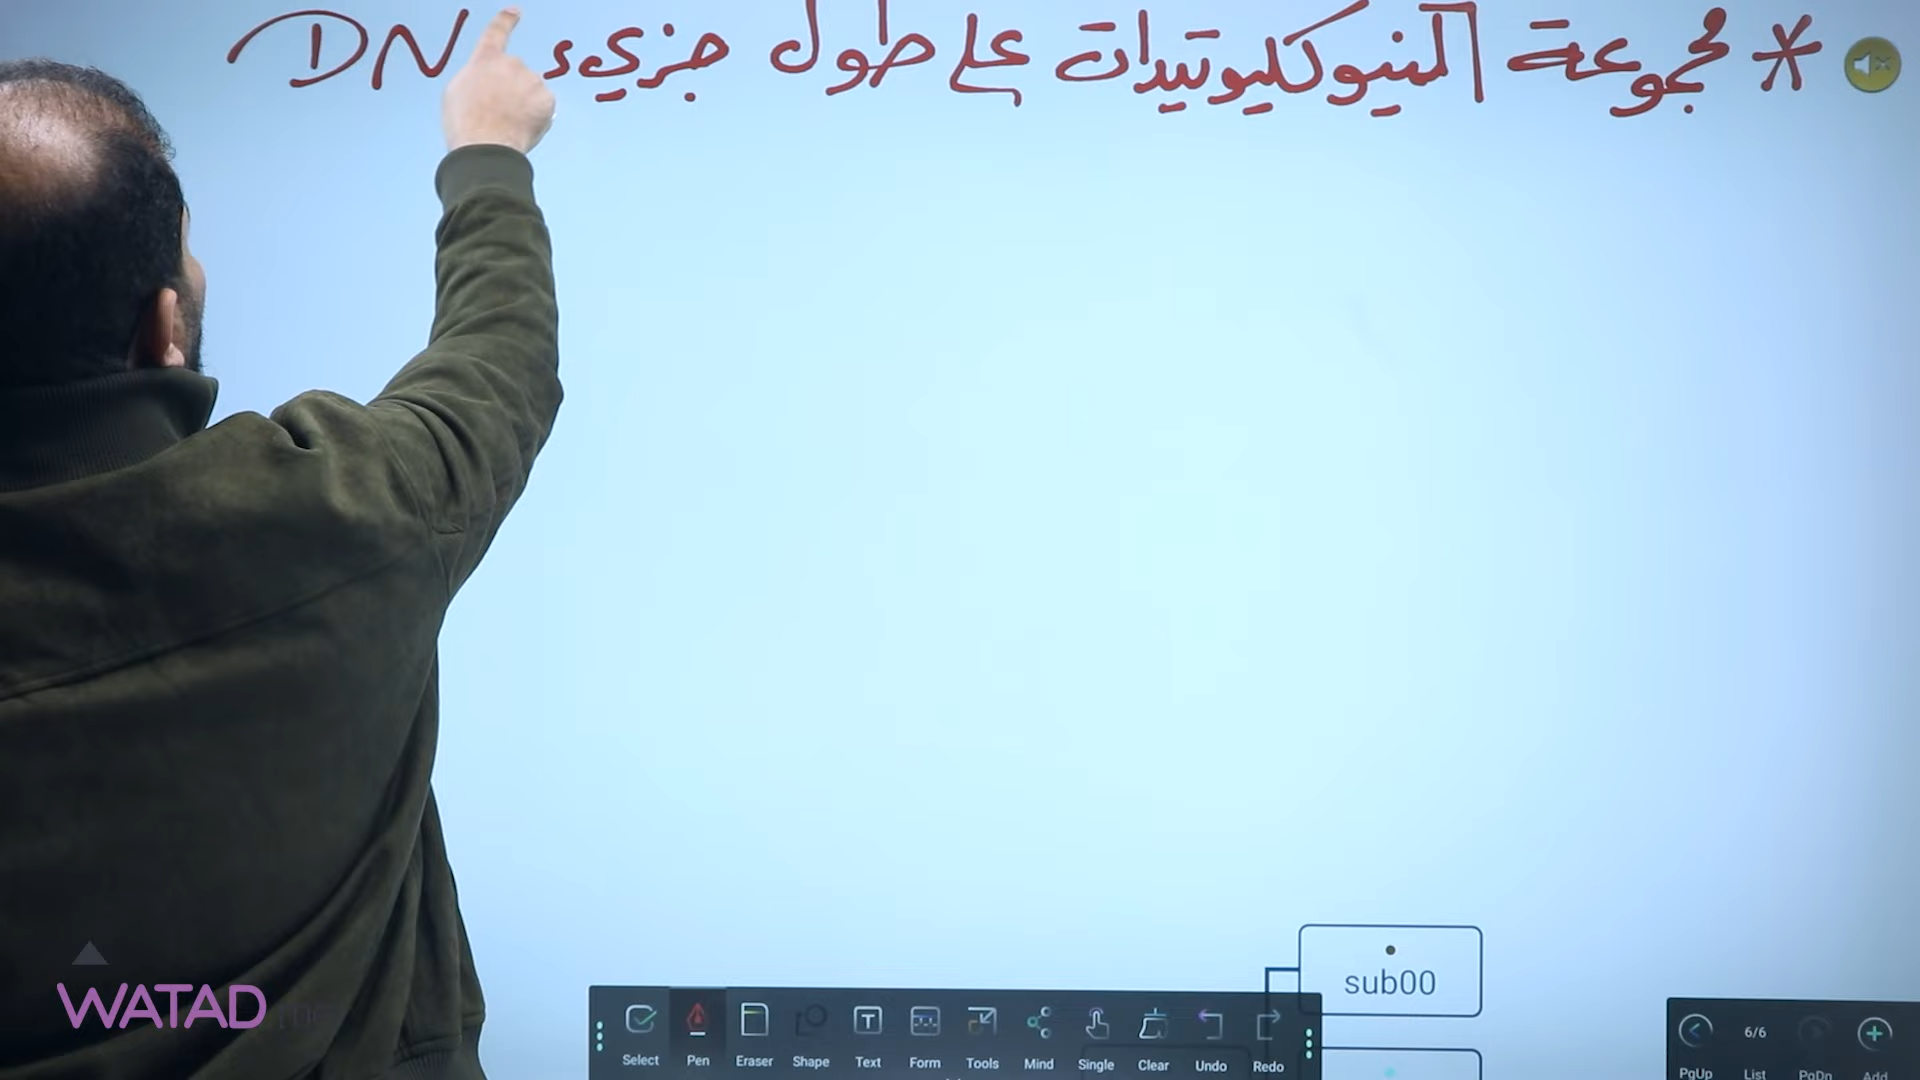 * مجموعة النيوكليوتيدات على طول جزيء DN
sub00
Select Pen Eraser Shape Text Form Tools Mind Single Clear Undo Redo
6/6
PgUp List PgDn Add
WATAD